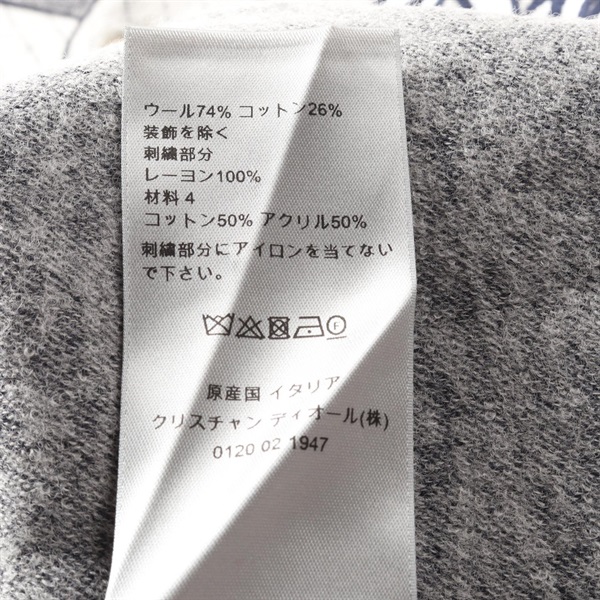 ウール74% コットン26%
装飾を除く
刺繍部分
レーヨン100%
材料 4
コットン50% アクリル50%
刺繍部分にアイロンを当てない
で下さい。
F
原産国 イタリア
クリスチャン ディオール(株)
0120 02 1947